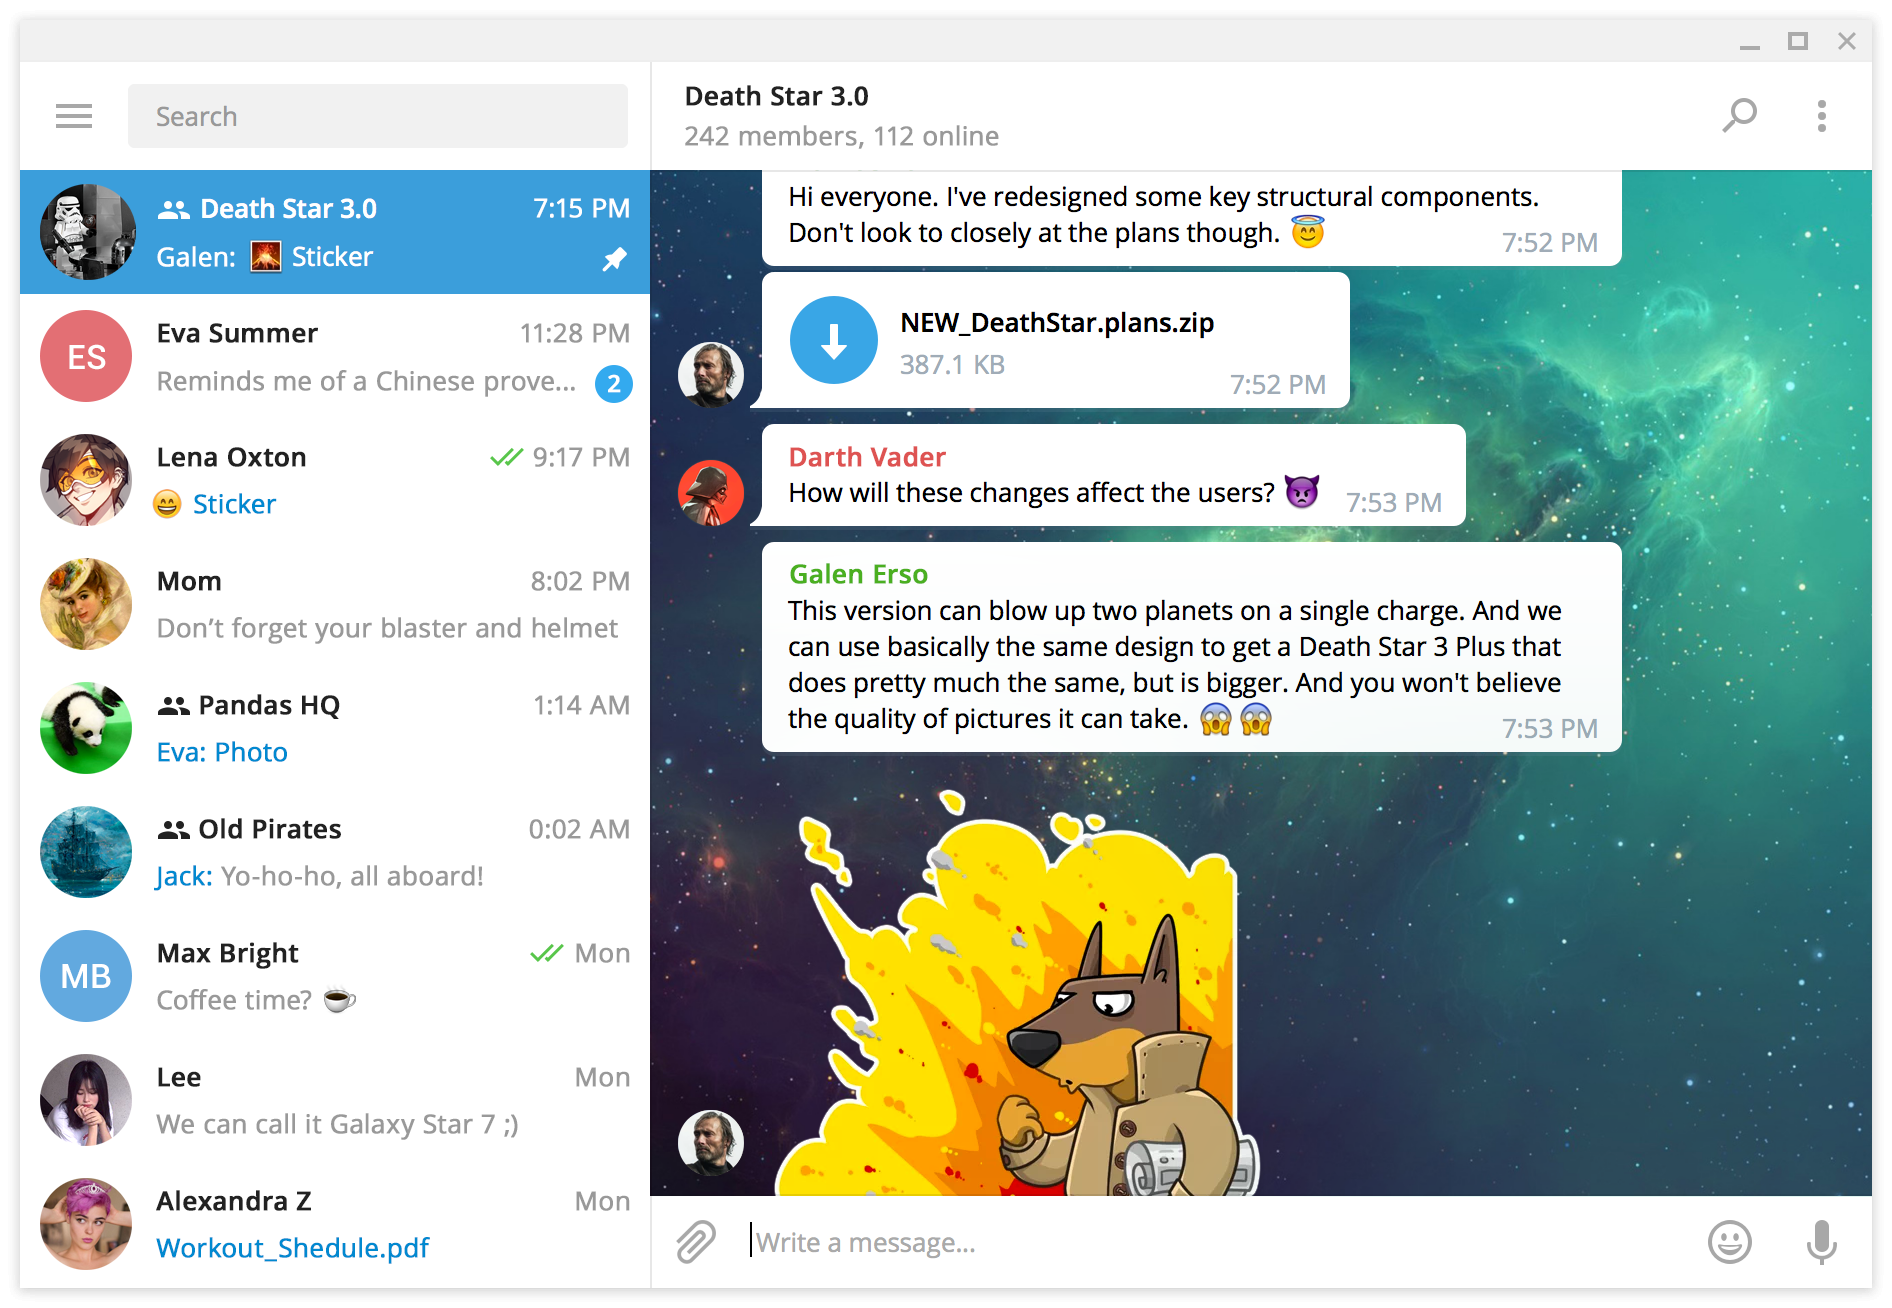 Search
Death Star 3.0
7:15 PM
Galen: Sticker
ES
Eva Summer
11:28 PM
Reminds me of a Chinese prove...
2
Lena Oxton
9:17 PM
😄 Sticker
Mom
8:02 PM
Don’t forget your blaster and helmet
Pandas HQ
1:14 AM
Eva: Photo
Old Pirates
0:02 AM
Jack: Yo-ho-ho, all aboard!
MB
Max Bright
Mon
Coffee time? ☕
Lee
Mon
We can call it Galaxy Star 7 ;)
Alexandra Z
Mon
Workout_Shedule.pdf
Death Star 3.0
242 members, 112 online
Hi everyone. I've redesigned some key structural components.
Don't look to closely at the plans though. 😇
7:52 PM
NEW_DeathStar.plans.zip
387.1 KB
7:52 PM
Darth Vader
How will these changes affect the users? 👿
7:53 PM
Galen Erso
This version can blow up two planets on a single charge. And we
can use basically the same design to get a Death Star 3 Plus that
does pretty much the same, but is bigger. And you won't believe
the quality of pictures it can take. 😱😱
7:53 PM
Write a message...